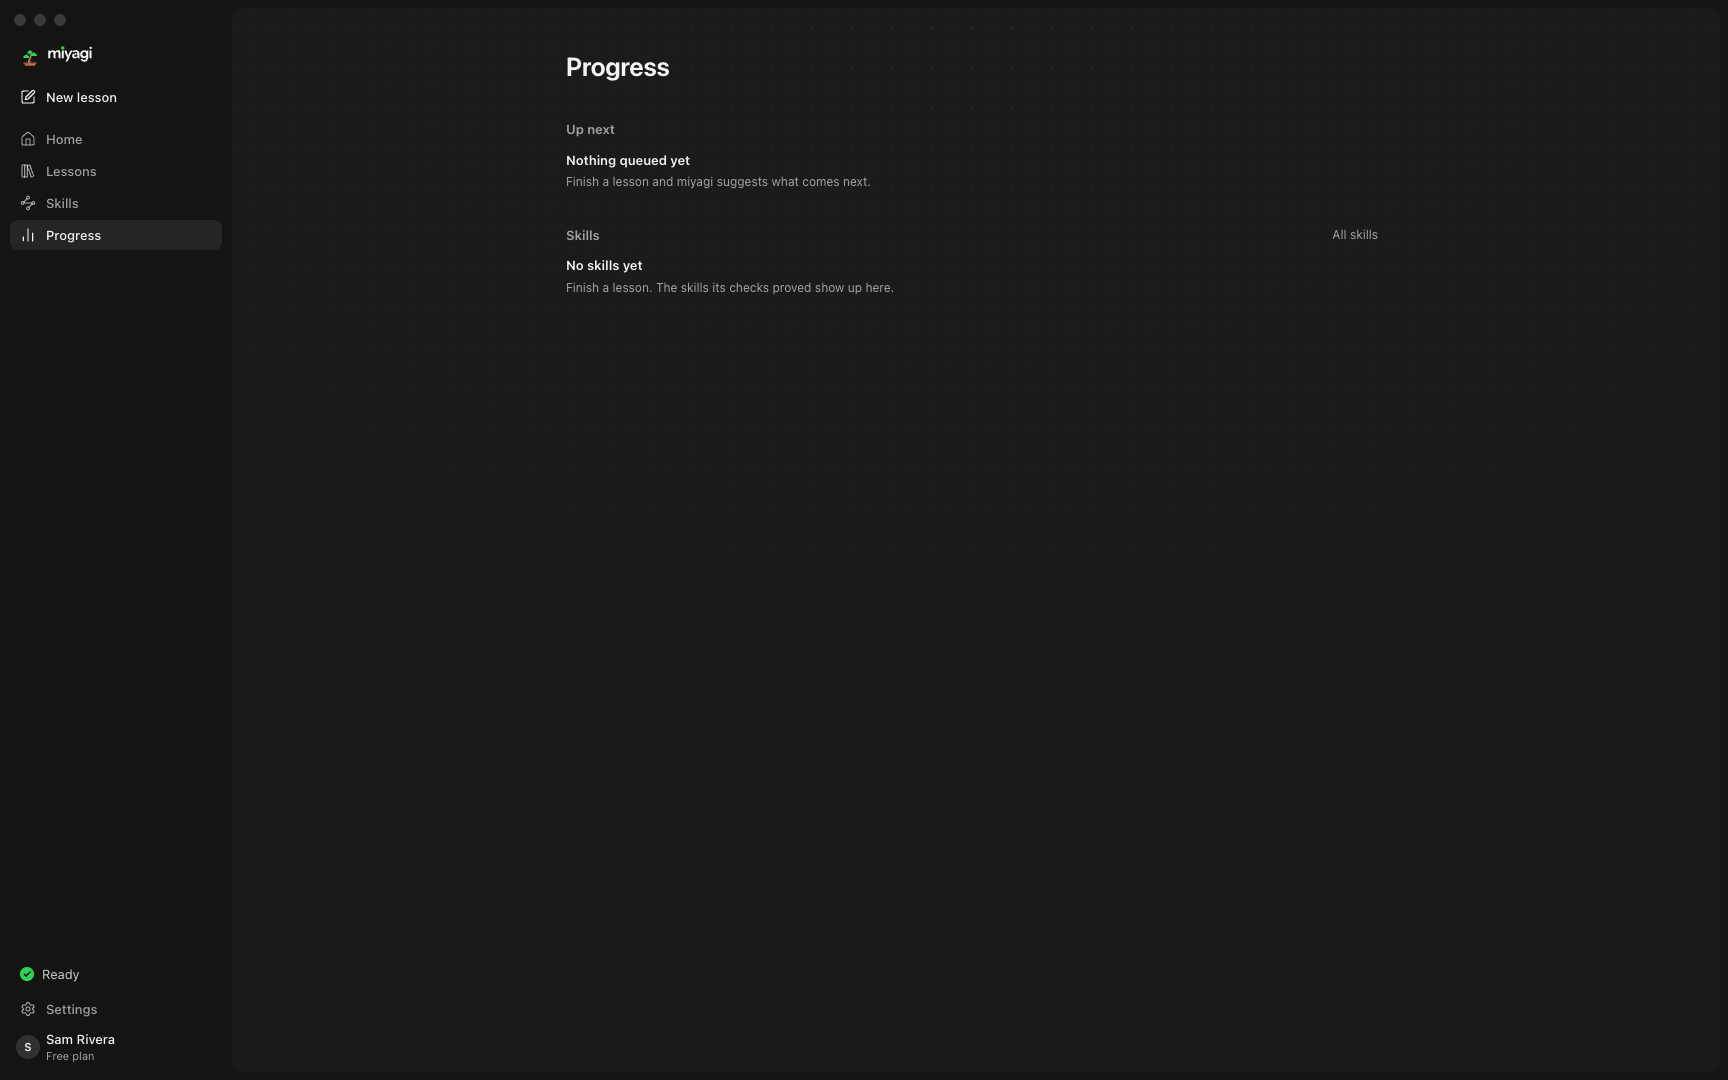 miyagi
New lesson
Home
Lessons
Skills
Progress
Ready
Settings
S
Sam Rivera
Free plan
Progress
Up next
Nothing queued yet
Finish a lesson and miyagi suggests what comes next.
Skills
All skills
No skills yet
Finish a lesson. The skills its checks proved show up here.